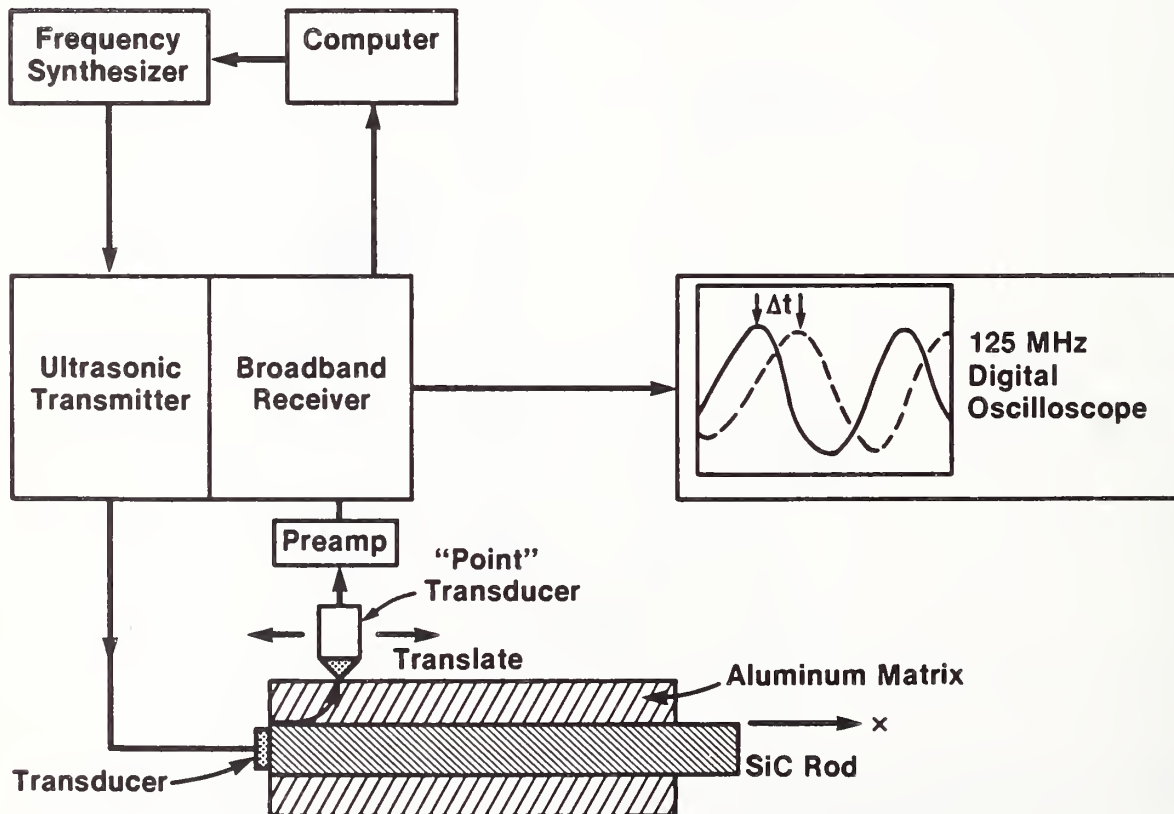 Frequency
Synthesizer
Computer
Ultrasonic
Transmitter
Broadband
Receiver
Δt
125 MHz
Digital
Oscilloscope
Preamp
“Point”
Transducer
Translate
Aluminum Matrix
x
SiC Rod
Transducer